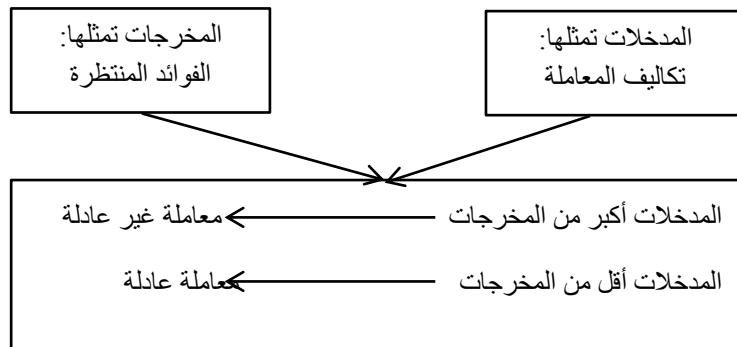 المدخلات تمثلها:
تكاليف المعاملة
المخرجات تمثلها:
الفوائد المنتظرة
المدخلات أكبر من المخرجات معاملة غير عادلة
المدخلات أقل من المخرجات معاملة عادلة